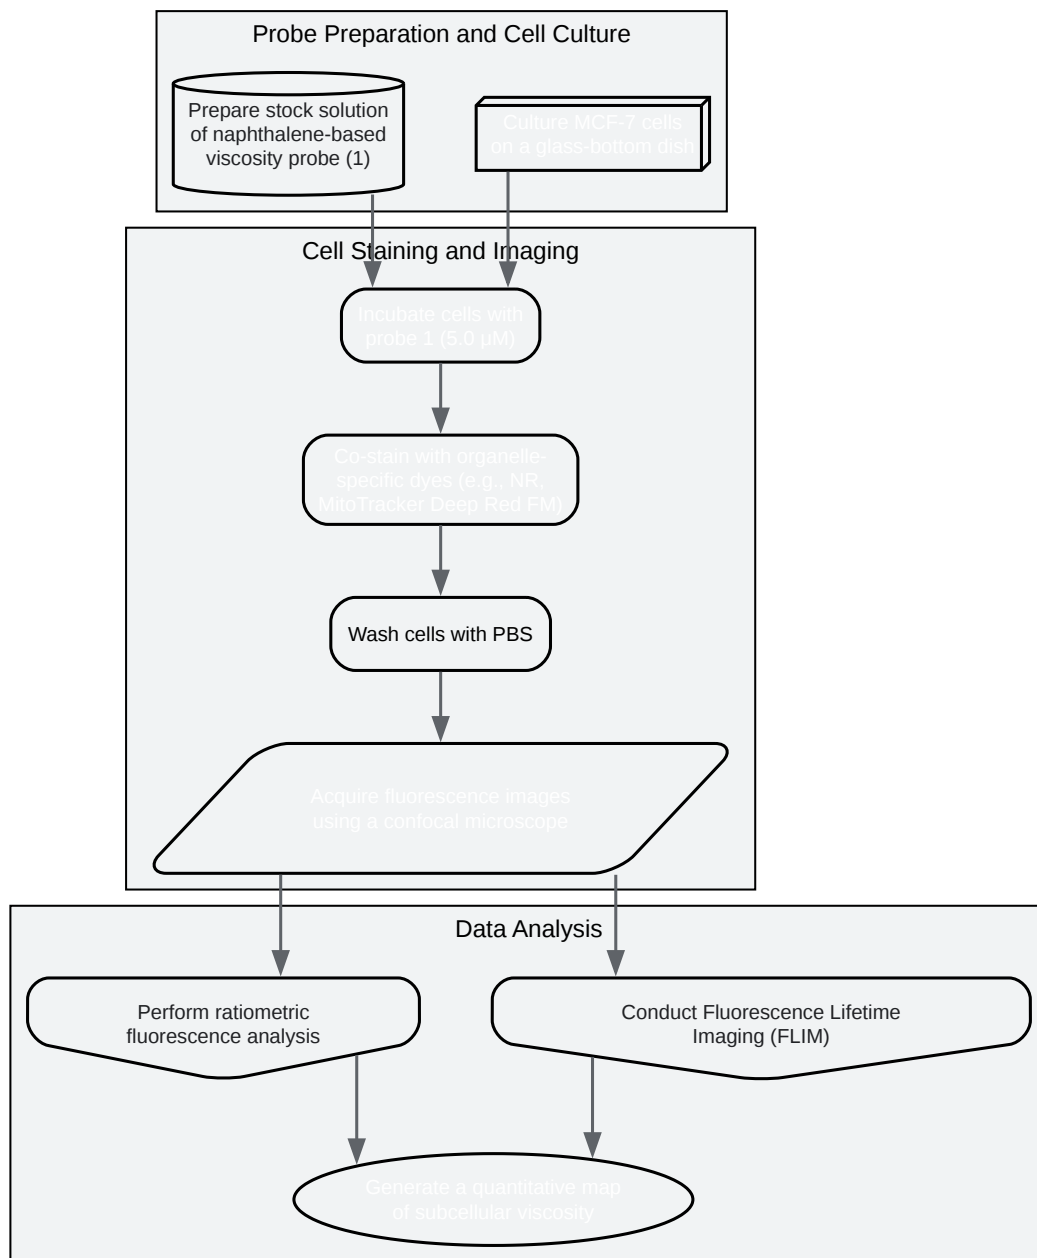 Probe Preparation and Cell Culture
Prepare stock solution
of naphthalene-based
viscosity probe (1)
Culture MCF-7 cells
on a glass-bottom dish
Cell Staining and Imaging
Incubate cells with
probe 1 (5.0 μM)
Co-stain with organelle-
specific dyes (e.g., NR,
MitoTracker Deep Red FM)
Wash cells with PBS
Acquire fluorescence images
using a confocal microscope
Data Analysis
Perform ratiometric
fluorescence analysis
Conduct Fluorescence Lifetime
Imaging (FLIM)
Generate a quantitative map
of subcellular viscosity